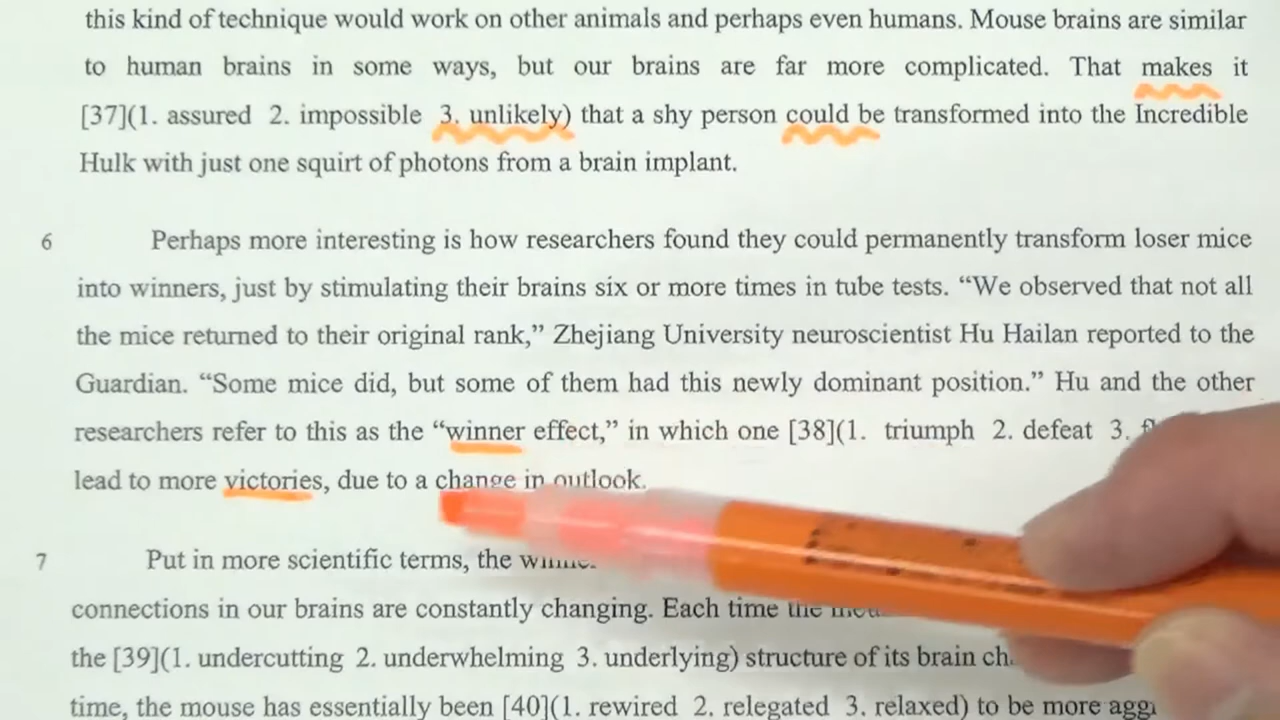 this kind of technique would work on other animals and perhaps even humans. Mouse brains are similar
to human brains in some ways, but our brains are far more complicated. That makes it
[37](1. assured 2. impossible 3. unlikely) that a shy person could be transformed into the Incredible
Hulk with just one squirt of photons from a brain implant.
6 Perhaps more interesting is how researchers found they could permanently transform loser mice
into winners, just by stimulating their brains six or more times in tube tests. “We observed that not all
the mice returned to their original rank,” Zhejiang University neuroscientist Hu Hailan reported to the
Guardian. “Some mice did, but some of them had this newly dominant position.” Hu and the other
researchers refer to this as the “winner effect,” in which one [38](1. triumph 2. defeat 3.
lead to more victories, due to a change in outlook.
7 Put in more scientific terms, the
connections in our brains are constantly changing. Each time the
the [39](1. undercutting 2. underwhelming 3. underlying) structure of its brain
time, the mouse has essentially been [40](1. rewired 2. relegated 3. relaxed) to be more